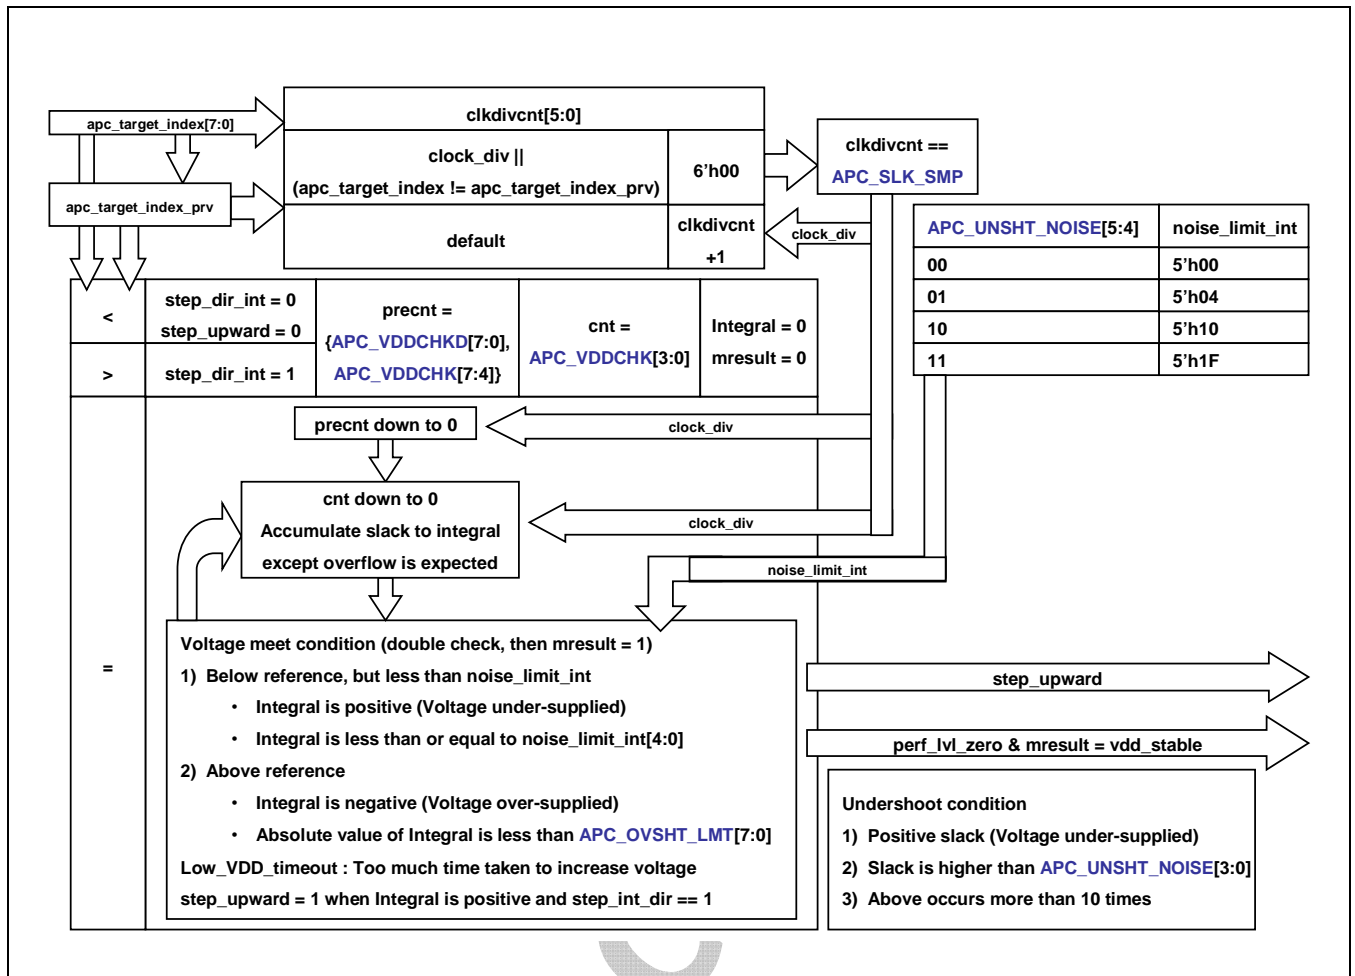 apc_target_index[7:0]
clkdivcnt[5:0]
clock_div ||
(apc_target_index != apc_target_index_prv)
6'h00
clkdivcnt ==
APC_SLK_SMP
apc_target_index_prv
default
clkdivcnt
+1
clock_div
APC_UNSHT_NOISE[5:4]
noise_limit_int
00
5'h00
01
5'h04
10
5'h10
11
5'h1F
<
step_dir_int = 0
step_upward = 0
>
step_dir_int = 1
precnt =
{APC_VDDCHKD[7:0],
APC_VDDCHK[7:4]}
cnt =
APC_VDDCHK[3:0]
Integral = 0
mresult = 0
=
precnt down to 0
clock_div
cnt down to 0
Accumulate slack to integral
except overflow is expected
clock_div
noise_limit_int
Voltage meet condition (double check, then mresult = 1)
1) Below reference, but less than noise_limit_int
• Integral is positive (Voltage under-supplied)
• Integral is less than or equal to noise_limit_int[4:0]
2) Above reference
• Integral is negative (Voltage over-supplied)
• Absolute value of Integral is less than APC_OVSHT_LMT[7:0]
Low_VDD_timeout : Too much time taken to increase voltage
step_upward = 1 when Integral is positive and step_int_dir == 1
step_upward
perf_lvl_zero & mresult = vdd_stable
Undershoot condition
1) Positive slack (Voltage under-supplied)
2) Slack is higher than APC_UNSHT_NOISE[3:0]
3) Above occurs more than 10 times